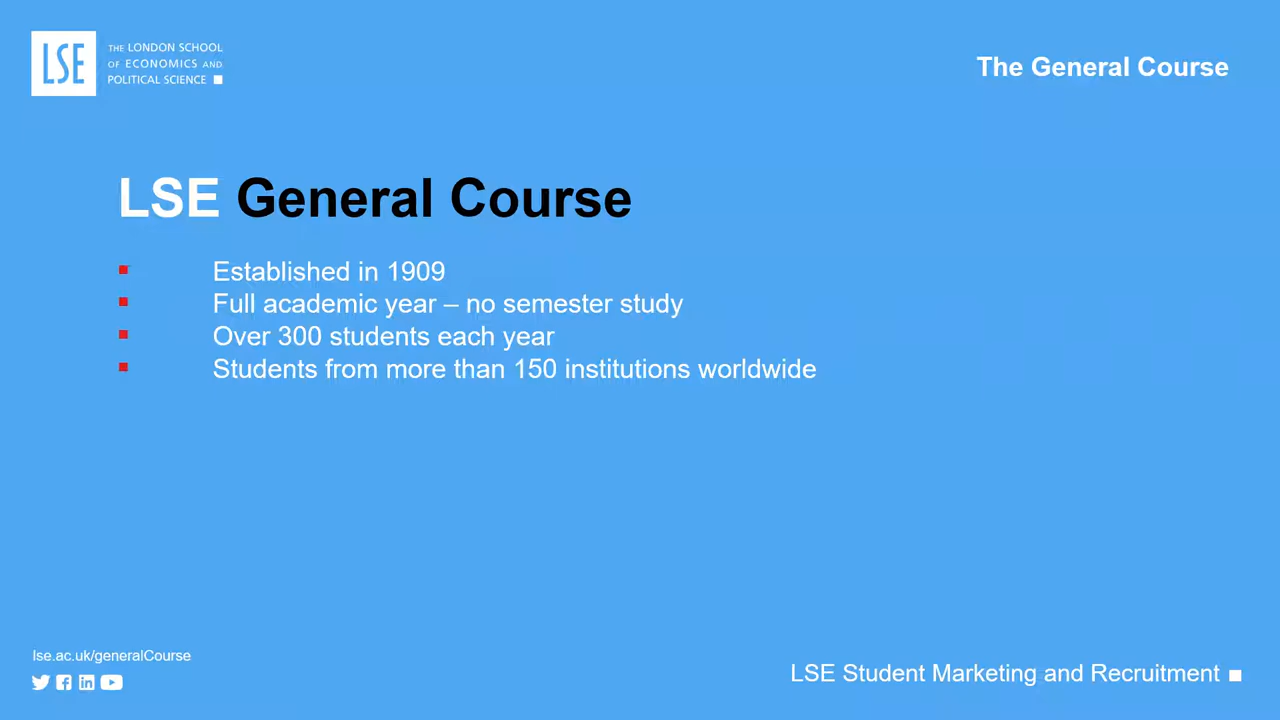 LSE
THE LONDON SCHOOL
OF ECONOMICS AND
POLITICAL SCIENCE
The General Course
LSE General Course
Established in 1909
Full academic year – no semester study
Over 300 students each year
Students from more than 150 institutions worldwide
lse.ac.uk/generalCourse
LSE Student Marketing and Recruitment